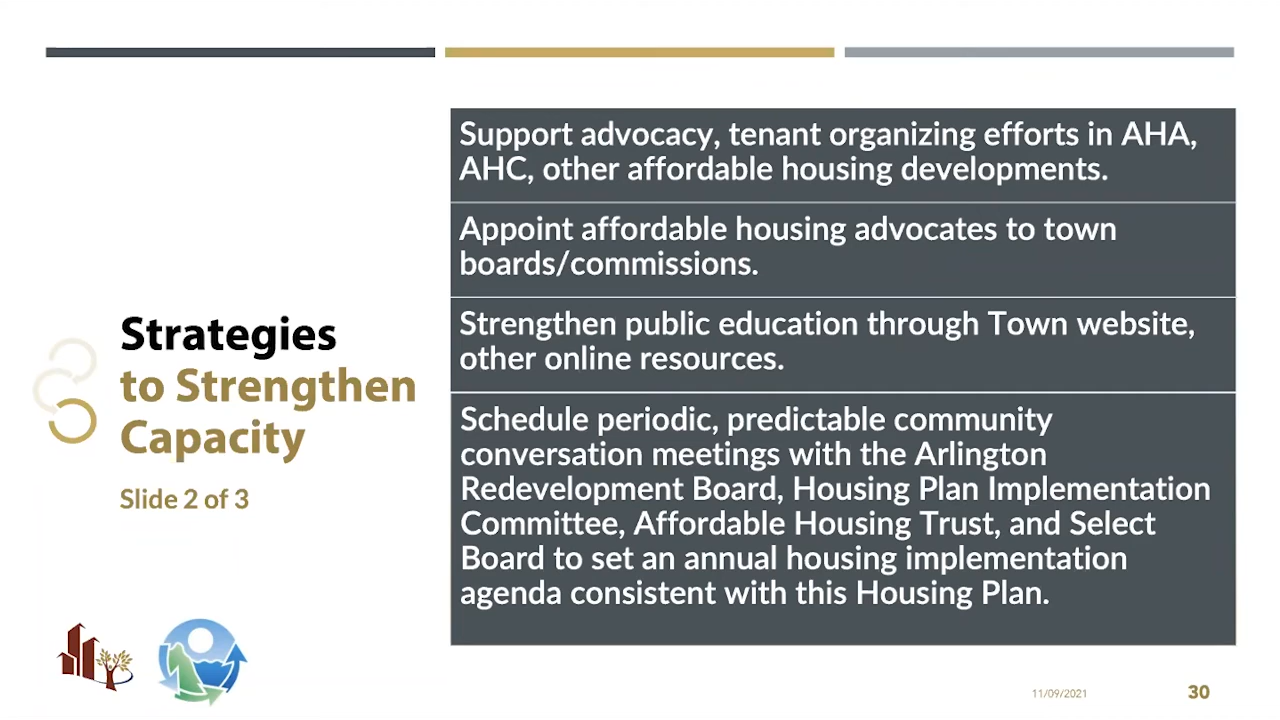 Strategies
to Strengthen
Capacity
Slide 2 of 3
Support advocacy, tenant organizing efforts in AHA,
AHC, other affordable housing developments.
Appoint affordable housing advocates to town
boards/commissions.
Strengthen public education through Town website,
other online resources.
Schedule periodic, predictable community
conversation meetings with the Arlington
Redevelopment Board, Housing Plan Implementation
Committee, Affordable Housing Trust, and Select
Board to set an annual housing implementation
agenda consistent with this Housing Plan.
11/09/2021
30